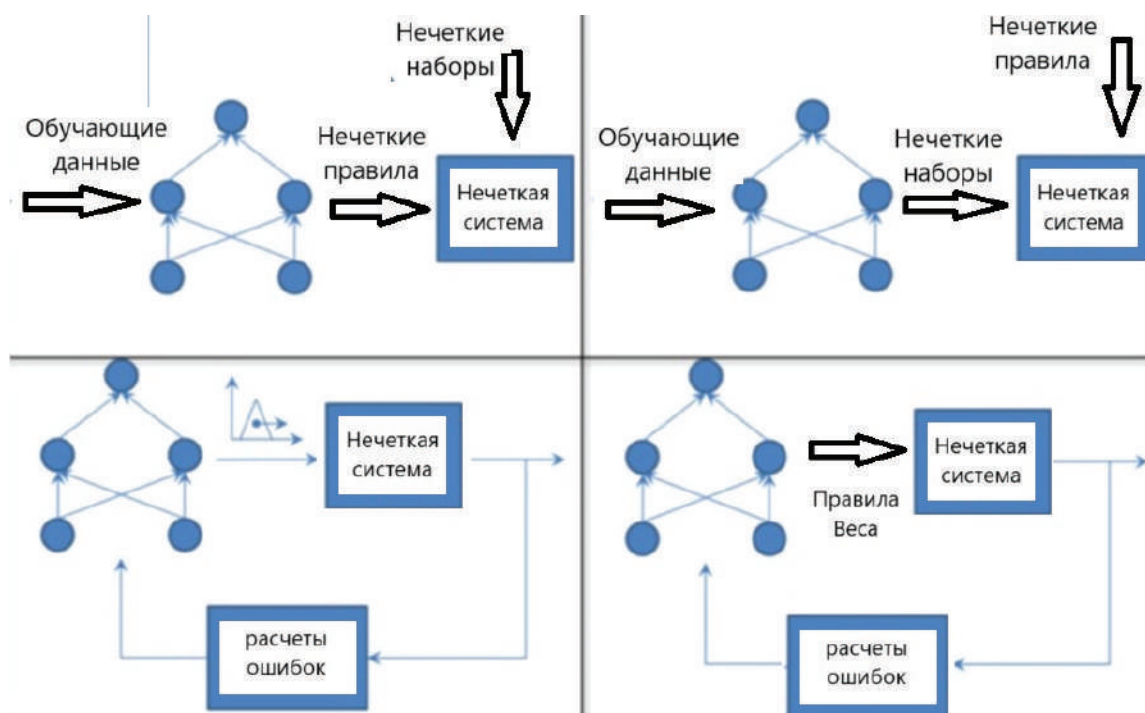 Нечеткие
наборы
Обучающие
данные
Нечеткие
правила
Нечеткая
система
Нечеткие
правила
Обучающие
данные
Нечеткие
наборы
Нечеткая
система
Нечеткая
система
расчеты
ошибок
Нечеткая
система
Правила
Веса
расчеты
ошибок